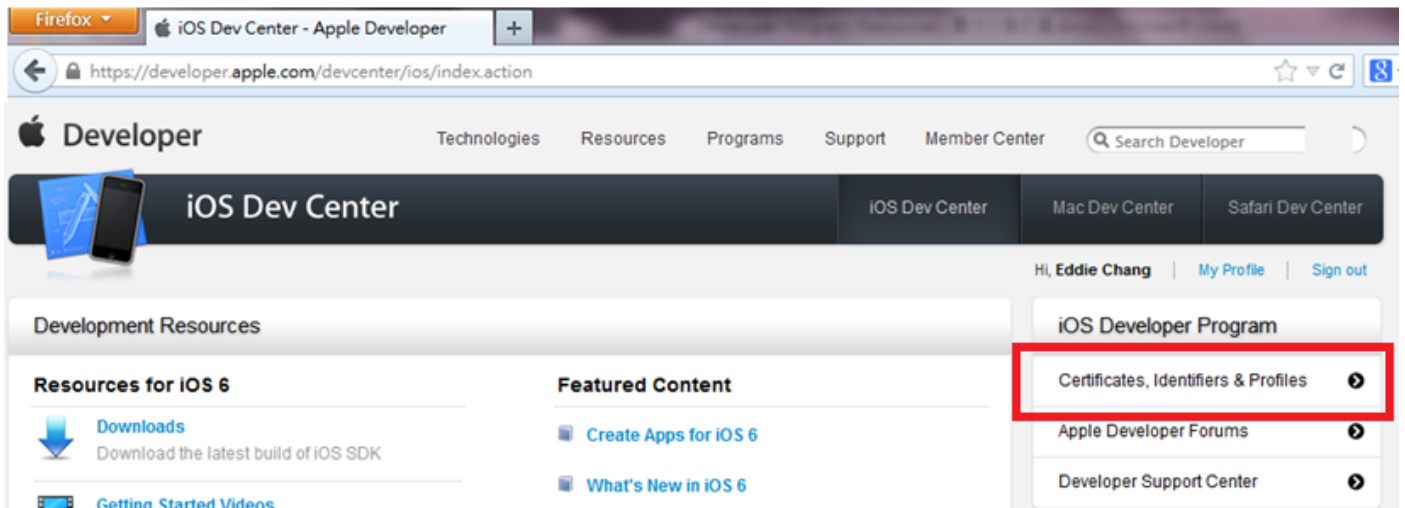 Firefox
iOS Dev Center - Apple Developer
+
https://developer.apple.com/devcenter/ios/index.action
8
Developer
Technologies Resources Programs Support Member Center Search Developer
iOS Dev Center
iOS Dev Center Mac Dev Center Safari Dev Center
Hi, Eddie Chang | My Profile | Sign out
Development Resources
iOS Developer Program
Resources for iOS 6
Featured Content
Certificates, Identifiers & Profiles
Downloads
Download the latest build of iOS SDK
Create Apps for iOS 6
Apple Developer Forums
What's New in iOS 6
Developer Support Center
Getting Started Videos